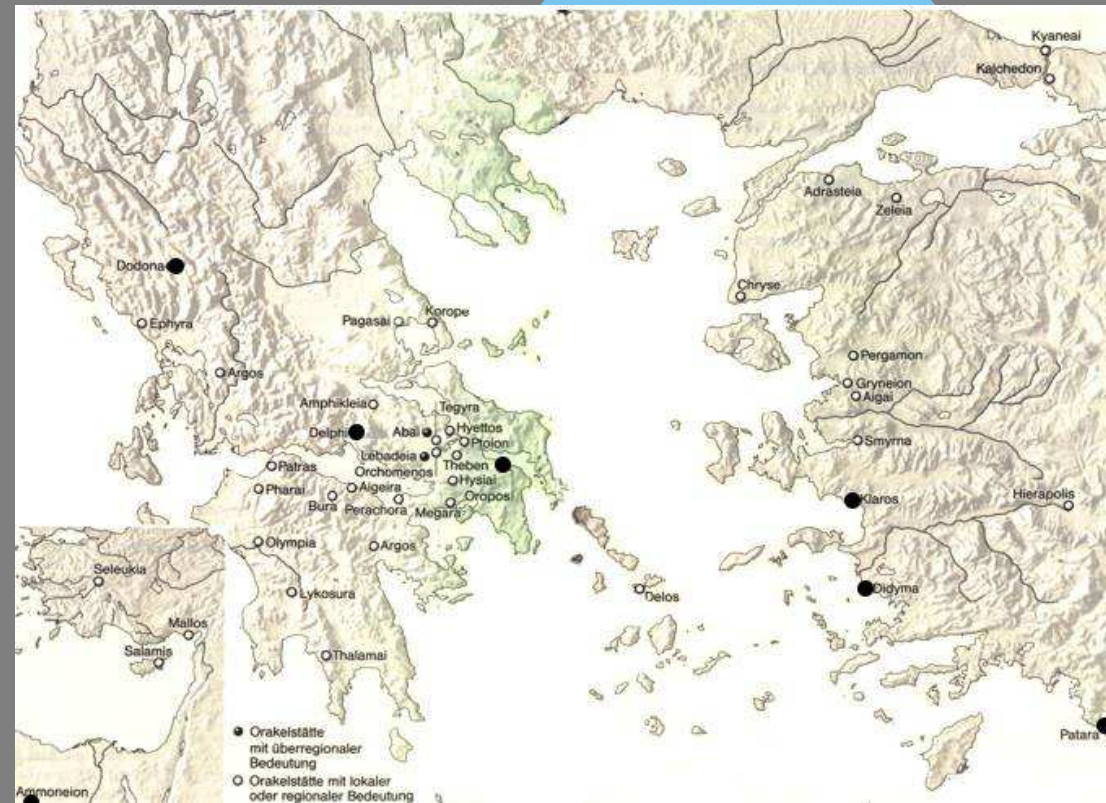 Kyaneai
Kalchedon
Adrasteia
Zeleia
Dodona
Chryse
Ephyra
Pagasai
Korope
Pergamon
Argos
Gryneion
Aigai
Amphikleia
Tegyra
Delphi
Abai
Hyettos
Ptoion
Smyrna
Lebadeia
Orchomenos
Theben
Patras
Hysiai
Pharai
Aigeira
Bura
Perachora
Oropos
Megara
Klaros
Hierapolis
Olympia
Argos
Seleukia
Lykosura
Delos
Didyma
Mallos
Salamis
Thalamai
Patara
Orakelstätte
mit überregionaler
Bedeutung
Orakelstätte mit lokaler
oder regionaler Bedeutung
Ammoneion